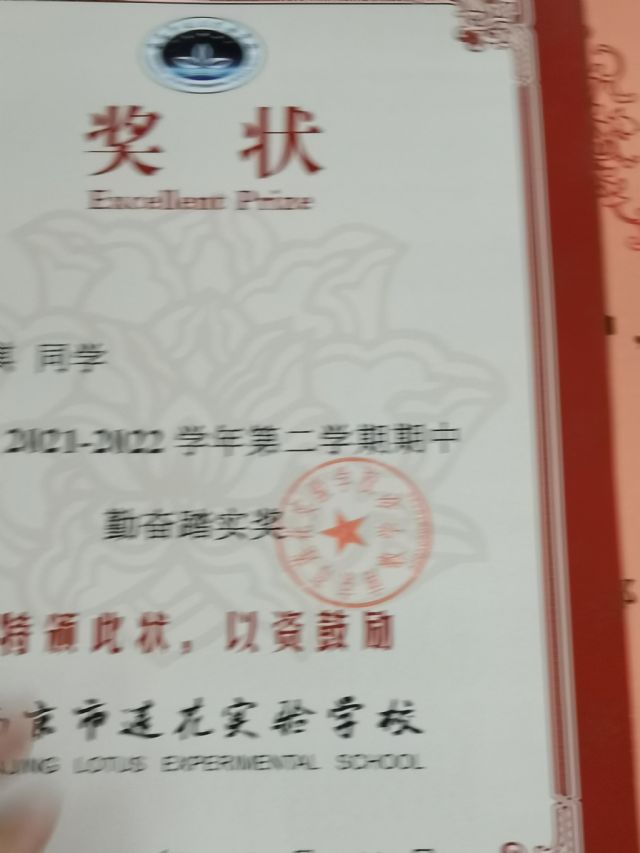 奖 状
Excellent Prize
同学
2021-2022 学年第二学期期中
勤奋踏实奖
特颁此状，以资鼓励
京市莲花实验学校
JING LOTUS EXPERIMENTAL SCHOOL